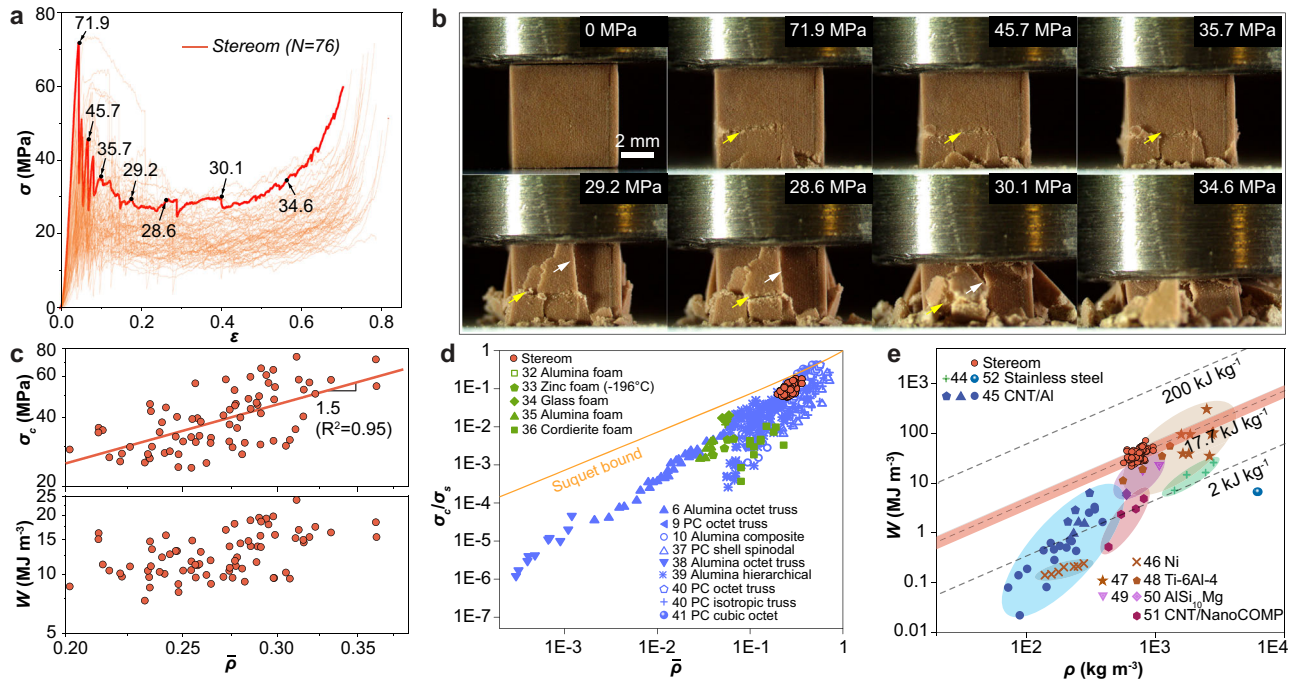 a
71.9
Stereom (N=76)
45.7
35.7
29.2
28.6
30.1
34.6
80
60
40
20
0
σ (MPa)
0.0 0.2 0.4 0.6 0.8
ε
b
0 MPa
71.9 MPa
45.7 MPa
35.7 MPa
2 mm
29.2 MPa
28.6 MPa
30.1 MPa
34.6 MPa
c
80
60
40
20
σc (MPa)
1.5
(R²=0.95)
25
20
15
10
5
W (MJ m⁻³)
0.20 0.25 0.30 0.35
ρ̅
d
1
1E-1
1E-2
1E-3
1E-4
1E-5
1E-6
1E-7
σc/σs
Stereom
32 Alumina foam
33 Zinc foam (-196°C)
34 Glass foam
35 Alumina foam
36 Cordierite foam
Suquet bound
6 Alumina octet truss
9 PC octet truss
10 Alumina composite
37 PC shell spinodal
38 Alumina octet truss
39 Alumina hierarchical
40 PC octet truss
40 PC isotropic truss
41 PC cubic octet
1E-3 1E-2 1E-1 1
ρ̅
e
Stereom
44 52 Stainless steel
45 CNT/Al
200 kJ kg⁻¹
17.7 kJ kg⁻¹
2 kJ kg⁻¹
1E3
100
10
1
0.1
0.01
W (MJ m⁻³)
46 Ni
47 48 Ti-6Al-4
49 50 AlSi10Mg
51 CNT/NanoCOMP
1E2 1E3 1E4
ρ (kg m⁻³)